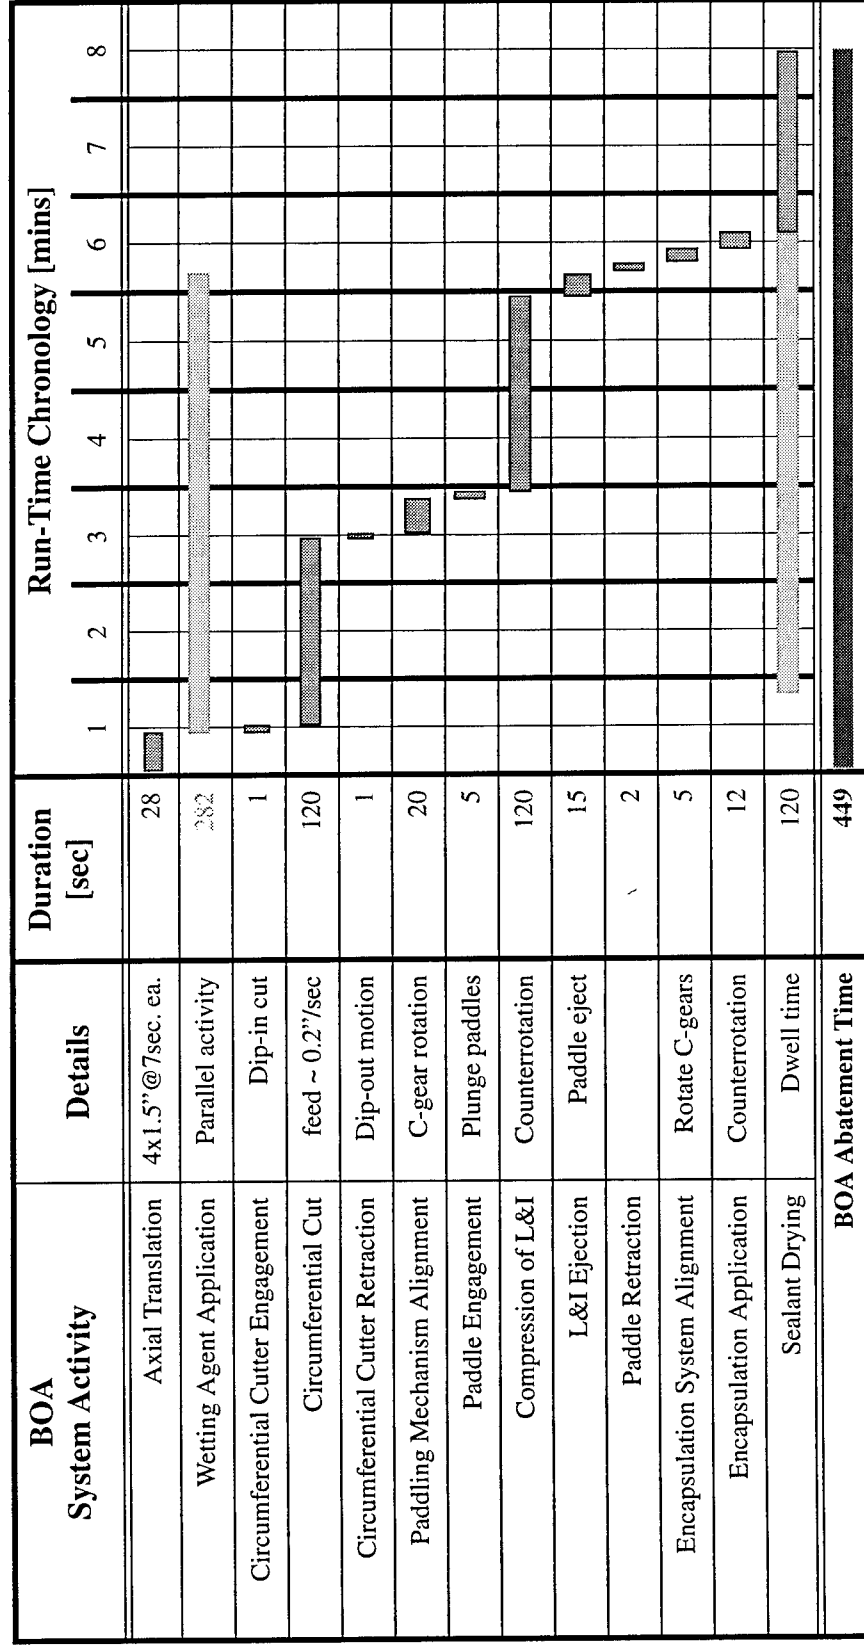 BOA
System Activity
Details
Duration
[sec]
Run-Time Chronology [mins]
1 2 3 4 5 6 7 8
Axial Translation 4x1.5"@7sec. ea. 28
Wetting Agent Application Parallel activity 282
Circumferential Cutter Engagement Dip-in cut 1
Circumferential Cut feed ~ 0.2"/sec 120
Circumferential Cutter Retraction Dip-out motion 1
Paddling Mechanism Alignment C-gear rotation 20
Paddle Engagement Plunge paddles 5
Compression of L&I Counterrotation 120
L&I Ejection Paddle eject 15
Paddle Retraction 2
Encapsulation System Alignment Rotate C-gears 5
Encapsulation Application Counterrotation 12
Sealant Drying Dwell time 120
BOA Abatement Time 449